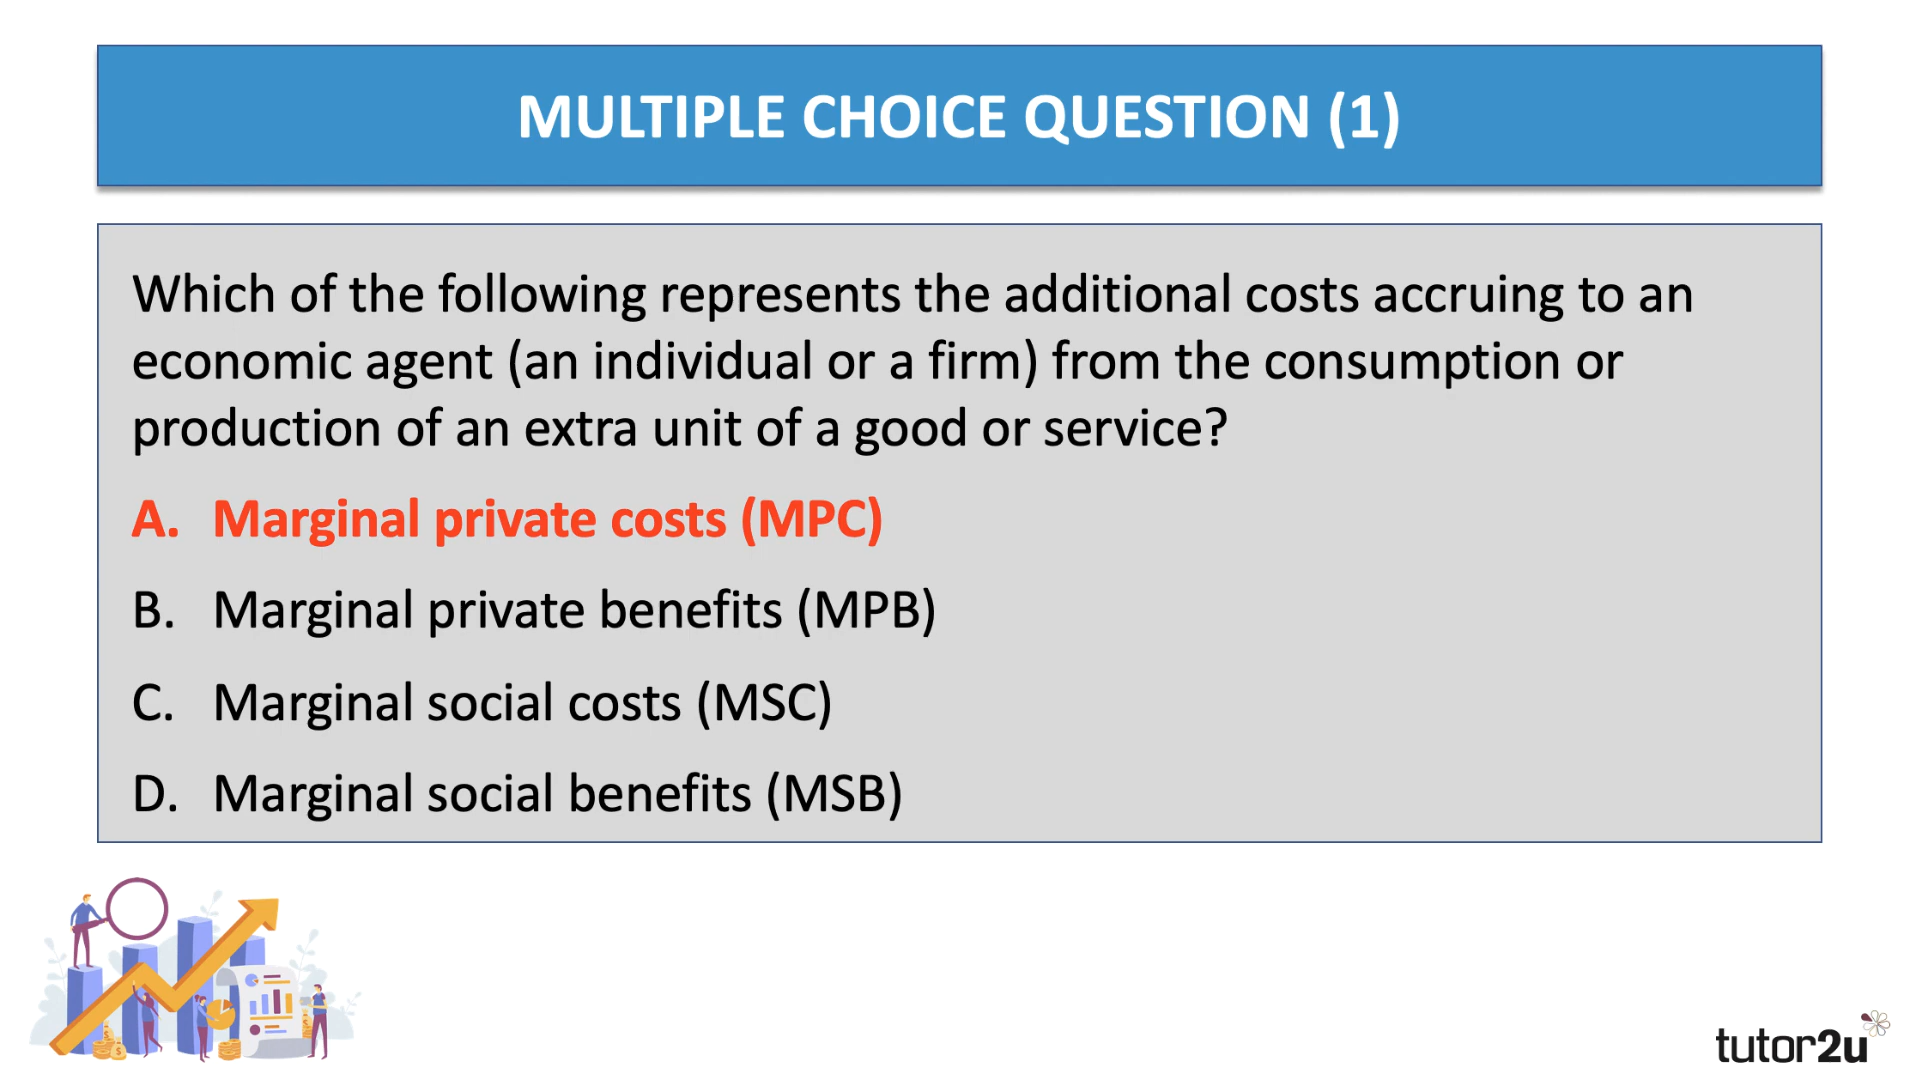 MULTIPLE CHOICE QUESTION (1)
Which of the following represents the additional costs accruing to an
economic agent (an individual or a firm) from the consumption or
production of an extra unit of a good or service?
A. Marginal private costs (MPC)
B. Marginal private benefits (MPB)
C. Marginal social costs (MSC)
D. Marginal social benefits (MSB)
tutor2u